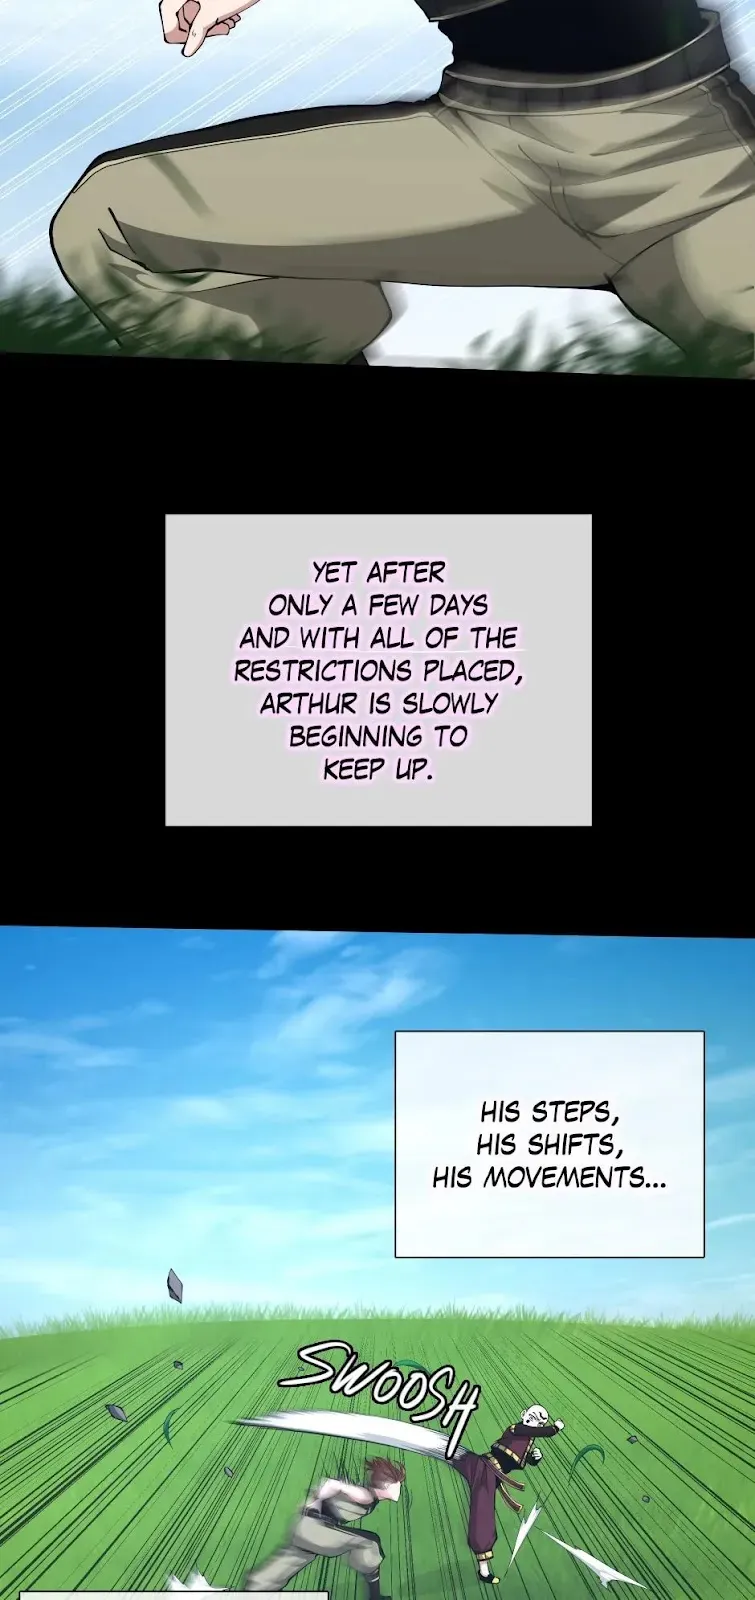 YET AFTER
ONLY A FEW DAYS
AND WITH ALL OF THE
RESTRICTIONS PLACED,
ARTHUR IS SLOWLY
BEGINNING TO
KEEP UP.
HIS STEPS,
HIS SHIFTS,
HIS MOVEMENTS...
SWOOSH